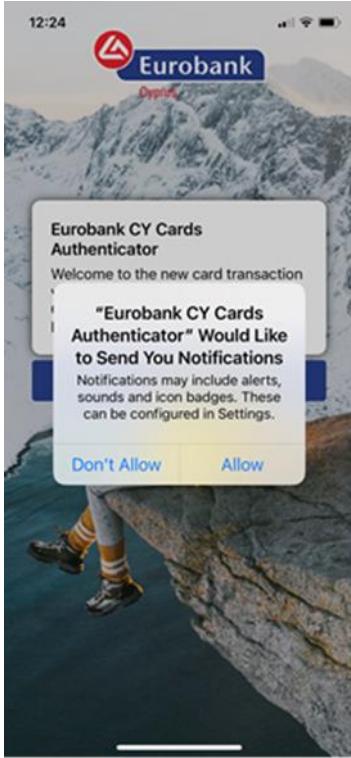 12:24
Eurobank
Cyprus
Eurobank CY Cards
Authenticator
Welcome to the new card transaction
"Eurobank CY Cards
Authenticator" Would Like
to Send You Notifications
Notifications may include alerts,
sounds and icon badges. These
can be configured in Settings.
Don't Allow
Allow